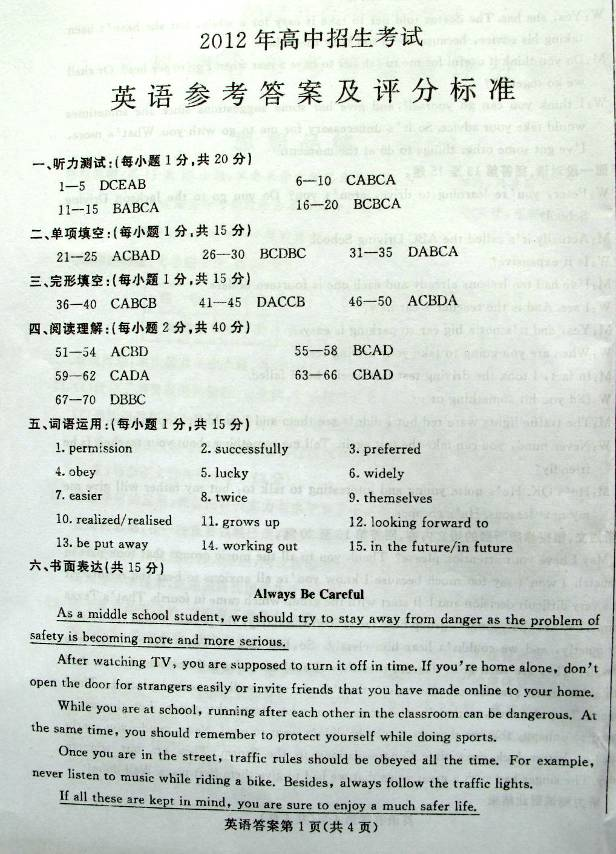 2012年高中招生考试
英语参考答案及评分标准
一、听力测试:(每小题1分,共20分)
1—5 DCEAB 6—10 CABCA
11—15 BABCA 16—20 BCBCA
二、单项填空:(每小题1分,共15分)
21—25 ACBAD 26—30 BCDBC 31—35 DABCA
三、完形填空:(每小题1分,共15分)
36—40 CABCB 41—45 DACCB 46—50 ACBDA
四、阅读理解:(每小题2分,共40分)
51—54 ACBD 55—58 BCAD
59—62 CADA 63—66 CBAD
67—70 DBBC
五、词语运用:(每小题1分,共15分)
1. permission 2. successfully 3. preferred
4. obey 5. lucky 6. widely
7. easier 8. twice 9. themselves
10. realized/realised 11. grows up 12. looking forward to
13. be put away 14. working out 15. in the future/in future
六、书面表达(共15分)
Always Be Careful
As a middle school student, we should try to stay away from danger as the problem of
safety is becoming more and more serious.
After watching TV, you are supposed to turn it off in time. If you're home alone, don't
open the door for strangers easily or invite friends that you have made online to your home.
While you are at school, running after each other in the classroom can be dangerous. At
the same time, you should remember to protect yourself while doing sports.
Once you are in the street, traffic rules should be obeyed all the time. For example,
never listen to music while riding a bike. Besides, always follow the traffic lights.
If all these are kept in mind, you are sure to enjoy a much safer life.
英语答案第1页(共4页)